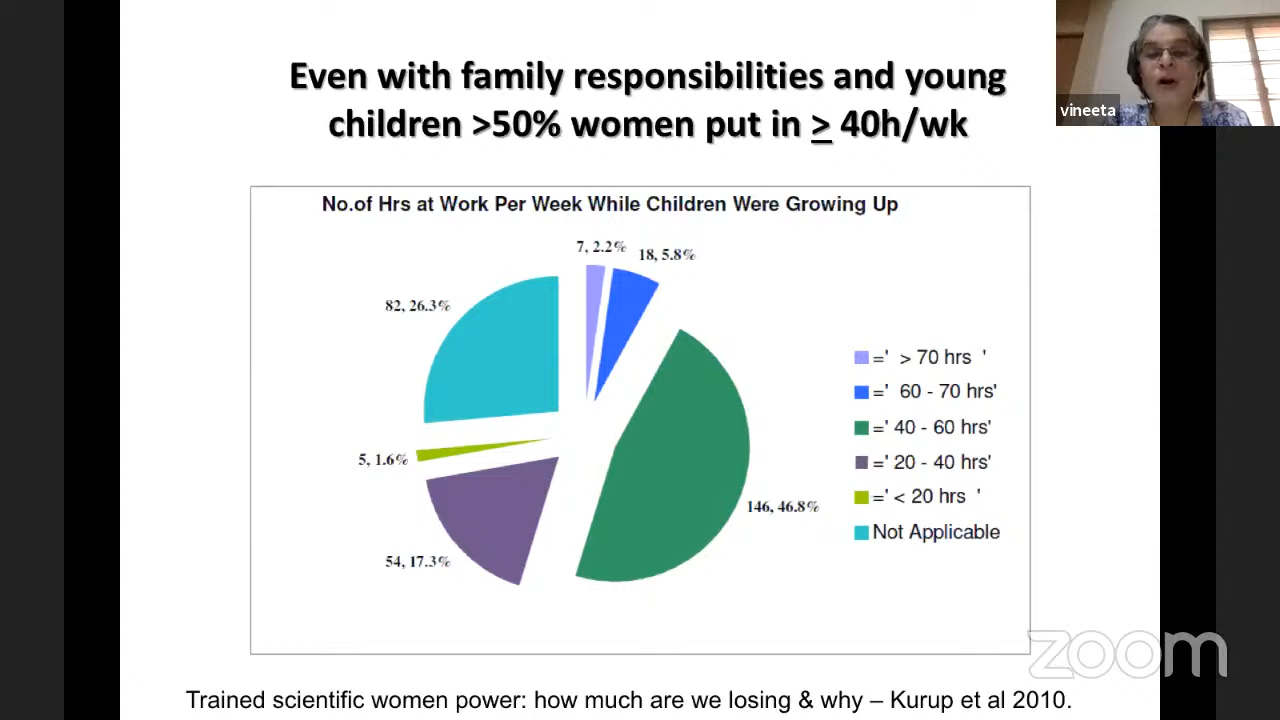 Even with family responsibilities and young
children >50% women put in ≥ 40h/wk
vineeta
No.of Hrs at Work Per Week While Children Were Growing Up
7, 2.2%
18, 5.8%
82, 26.3%
=' > 70 hrs '
=' 60 - 70 hrs'
=' 40 - 60 hrs'
5, 1.6%
=' 20 - 40 hrs'
=' < 20 hrs '
146, 46.8%
Not Applicable
54, 17.3%
zoom
Trained scientific women power: how much are we losing & why – Kurup et al 2010.